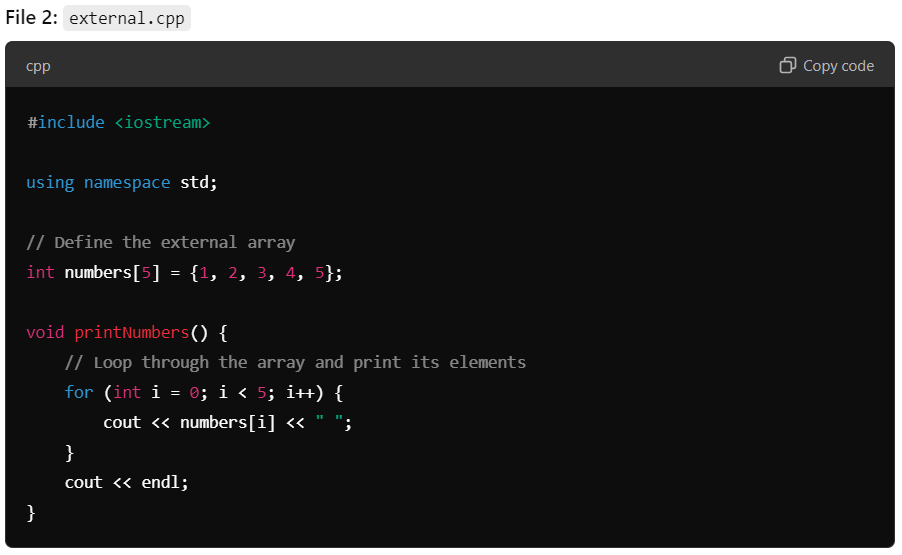 File 2: external.cpp
cpp
Copy code
#include <iostream>
using namespace std;
// Define the external array
int numbers[5] = {1, 2, 3, 4, 5};
void printNumbers() {
    // Loop through the array and print its elements
    for (int i = 0; i < 5; i++) {
        cout << numbers[i] << " ";
    }
    cout << endl;
}